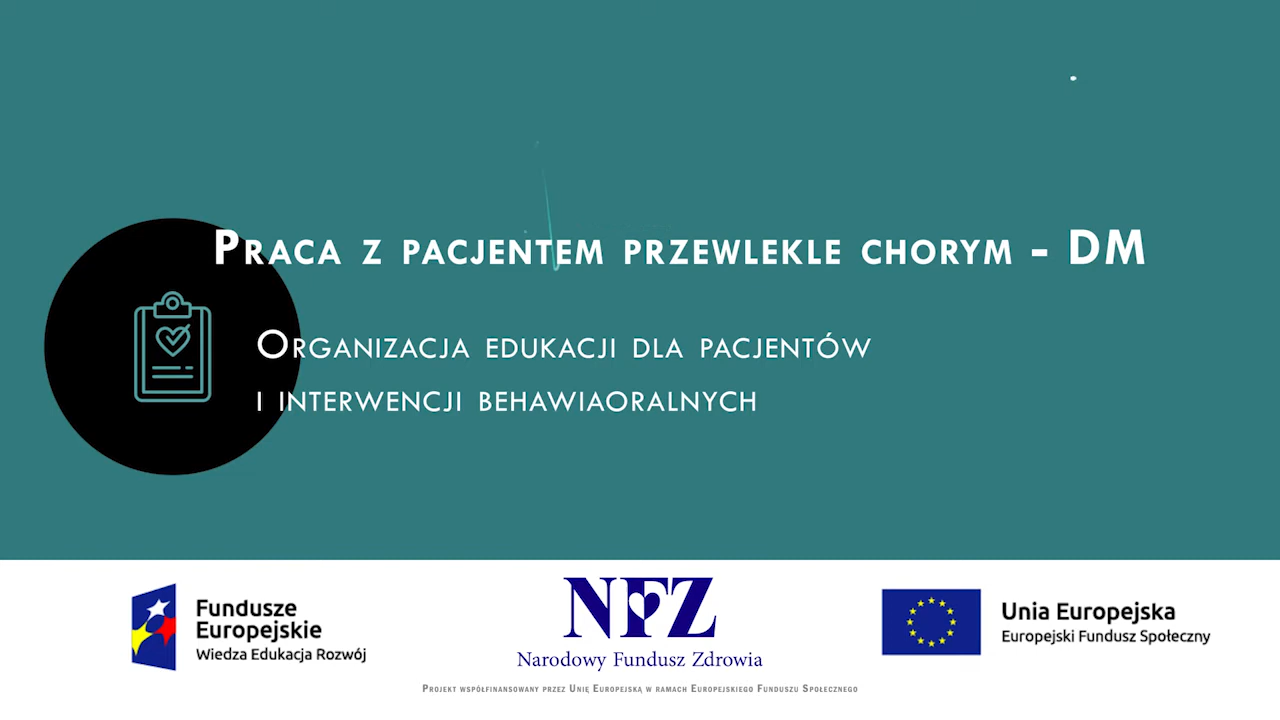 Praca z pacjentem przewlekle chorym - DM
Organizacja edukacji dla pacjentów
i interwencji behawiaoralnych
Fundusze
Europejskie
Wiedza Edukacja Rozwój
NFZ
Narodowy Fundusz Zdrowia
Unia Europejska
Europejski Fundusz Społeczny
Projekt współfinansowany przez Unię Europejską w ramach Europejskiego Funduszu Społecznego